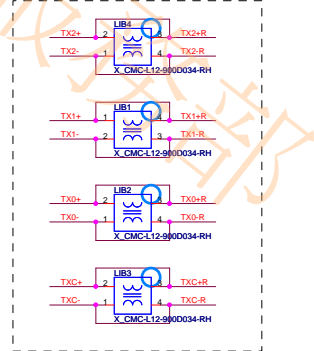 LIB4
TX2+ 2 3 TX2+R
TX2- 1 4 TX2-R
X_CMC-L12-900D034-RH
LIB1
TX1+ 1 4 TX1+R
TX1- 2 3 TX1-R
X_CMC-L12-900D034-RH
LIB2
TX0+ 2 3 TX0+R
TX0- 1 4 TX0-R
X_CMC-L12-900D034-RH
LIB3
TXC+ 2 3 TXC+R
TXC- 1 4 TXC-R
X_CMC-L12-900D034-RH
部